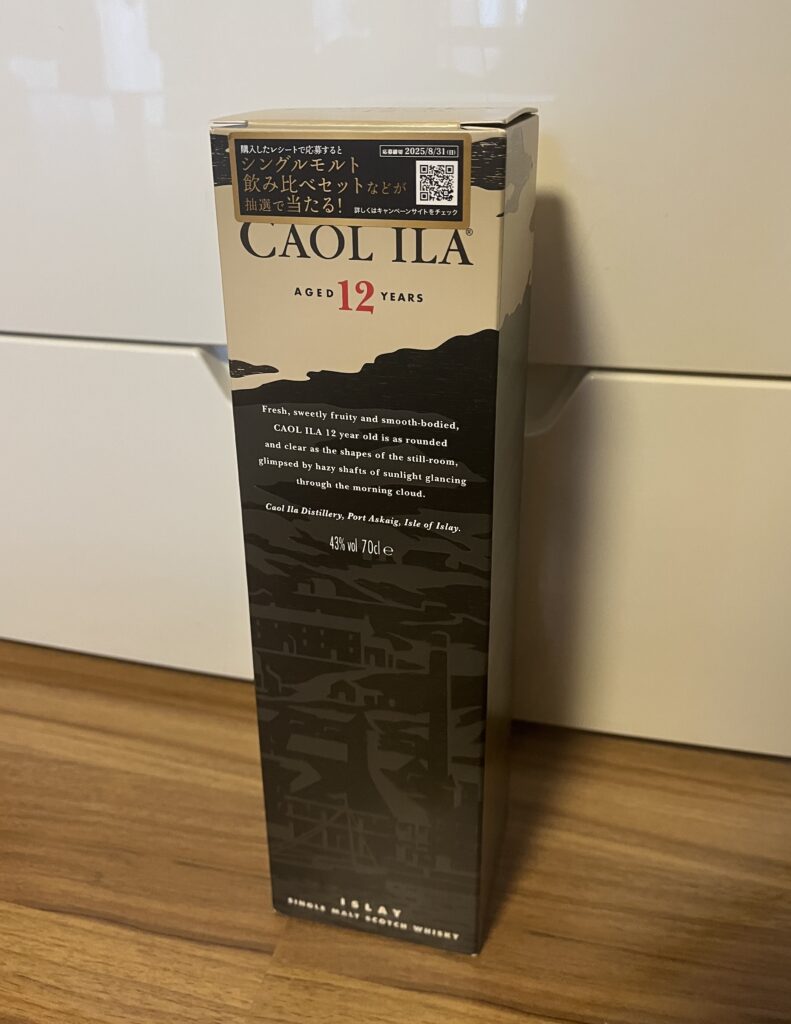 購入したレシートで応募すると
応募締切 2025/8/31(日)
シングルモルト
飲み比べセットなどが
抽選で当たる!
詳しくはキャンペーンサイトをチェック
CAOL ILA®
AGED 12 YEARS
Fresh, sweetly fruity and smooth-bodied,
CAOL ILA 12 year old is as rounded
and clear as the shapes of the still-room,
glimpsed by hazy shafts of sunlight glancing
through the morning cloud.
Caol Ila Distillery, Port Askaig, Isle of Islay.
43% vol 70cl ℮
ISLAY
SINGLE MALT SCOTCH WHISKY